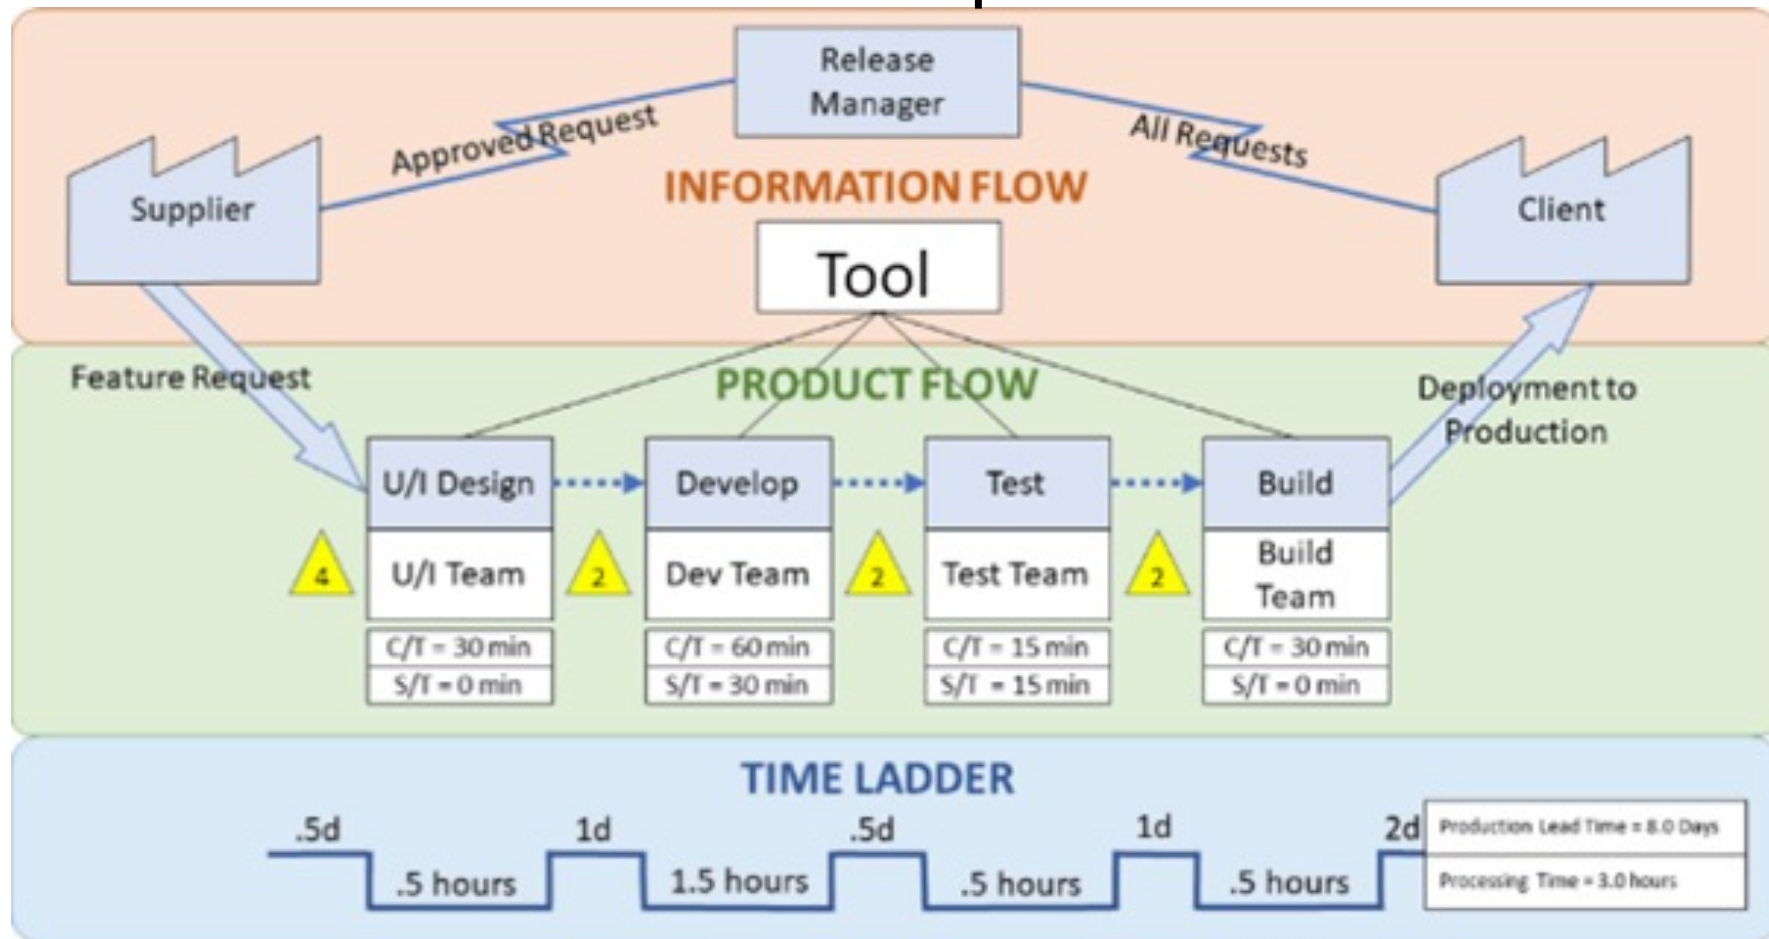 Release
Manager
Approved Request
All Requests
INFORMATION FLOW
Supplier
Client
Tool
Feature Request
PRODUCT FLOW
Deployment to
Production
U/I Design
Develop
Test
Build
4
U/I Team
2
Dev Team
2
Test Team
2
Build
Team
C/T = 30 min
C/T = 60 min
C/T = 15 min
C/T = 30 min
S/T = 0 min
S/T = 30 min
S/T = 15 min
S/T = 0 min
TIME LADDER
.5d
1d
.5d
1d
2d
Production Lead Time = 8.0 Days
.5 hours
1.5 hours
.5 hours
.5 hours
Processing Time = 3.0 hours